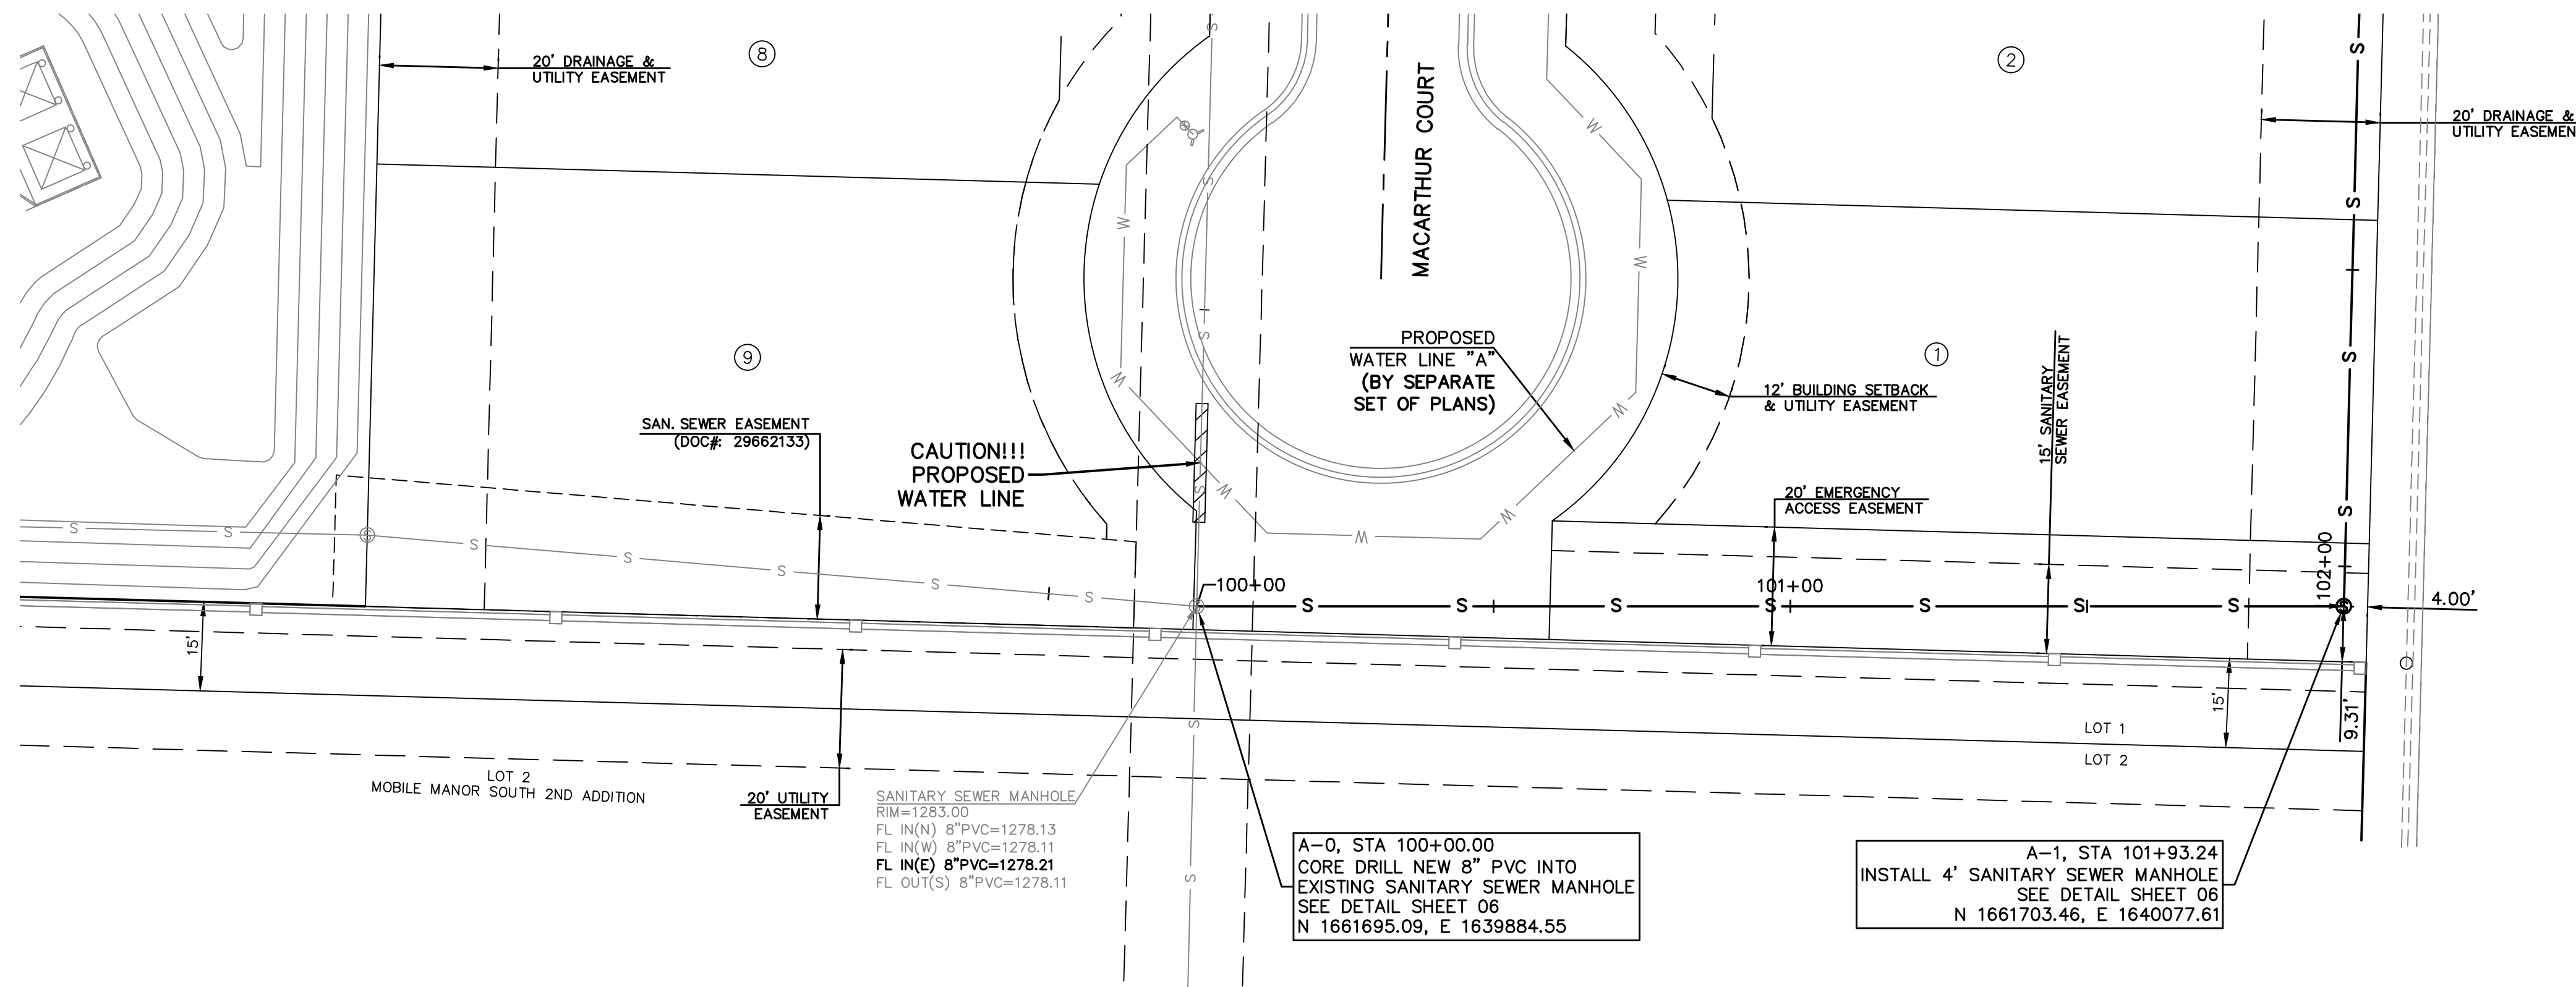 8
20' DRAINAGE &
UTILITY EASEMENT
S
MACARTHUR COURT
2
S
20' DRAINAGE &
UTILITY EASEMEN
W
W
S
S
W
W
S
9
PROPOSED
WATER LINE "A"
(BY SEPARATE
SET OF PLANS)
1
S
W
12' BUILDING SETBACK
& UTILITY EASEMENT
W
15' SANITARY
SEWER EASEMENT
SAN. SEWER EASEMENT
(DOC#: 29662133)
CAUTION!!!
PROPOSED
WATER LINE
S
W
W
W
20' EMERGENCY
ACCESS EASEMENT
S
S
S
S
S
S
S
S
S
S
100+00
101+00
102+00
S
S
S
S
S
S
S
S
4.00'
15'
15'
9.31'
S
LOT 1
LOT 2
LOT 2
MOBILE MANOR SOUTH 2ND ADDITION
20' UTILITY
EASEMENT
SANITARY SEWER MANHOLE
RIM=1283.00
FL IN(N) 8"PVC=1278.13
FL IN(W) 8"PVC=1278.11
FL IN(E) 8"PVC=1278.21
FL OUT(S) 8"PVC=1278.11
S
A-0, STA 100+00.00
CORE DRILL NEW 8" PVC INTO
EXISTING SANITARY SEWER MANHOLE
SEE DETAIL SHEET 06
N 1661695.09, E 1639884.55
A-1, STA 101+93.24
INSTALL 4' SANITARY SEWER MANHOLE
SEE DETAIL SHEET 06
N 1661703.46, E 1640077.61